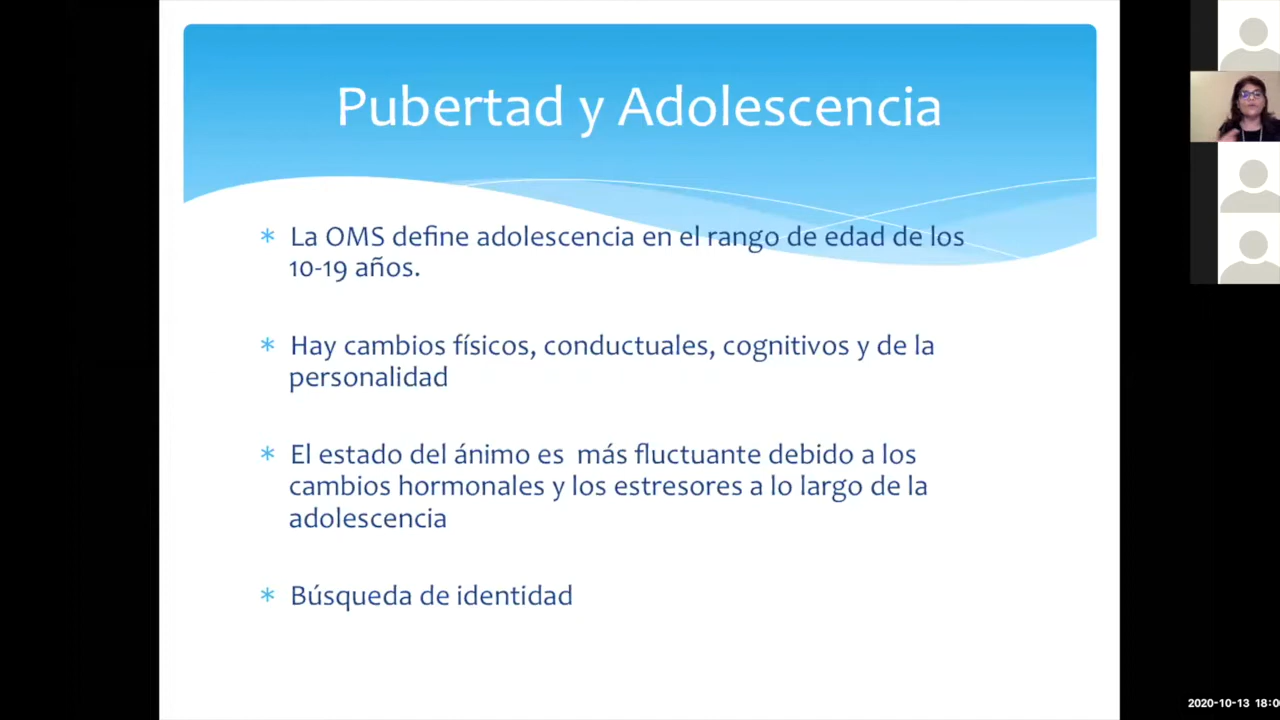 Pubertad y Adolescencia
* La OMS define adolescencia en el rango de edad de los
10-19 años.
* Hay cambios físicos, conductuales, cognitivos y de la
personalidad
* El estado del ánimo es  más fluctuante debido a los
cambios hormonales y los estresores a lo largo de la
adolescencia
* Búsqueda de identidad
2020-10-13 18:0